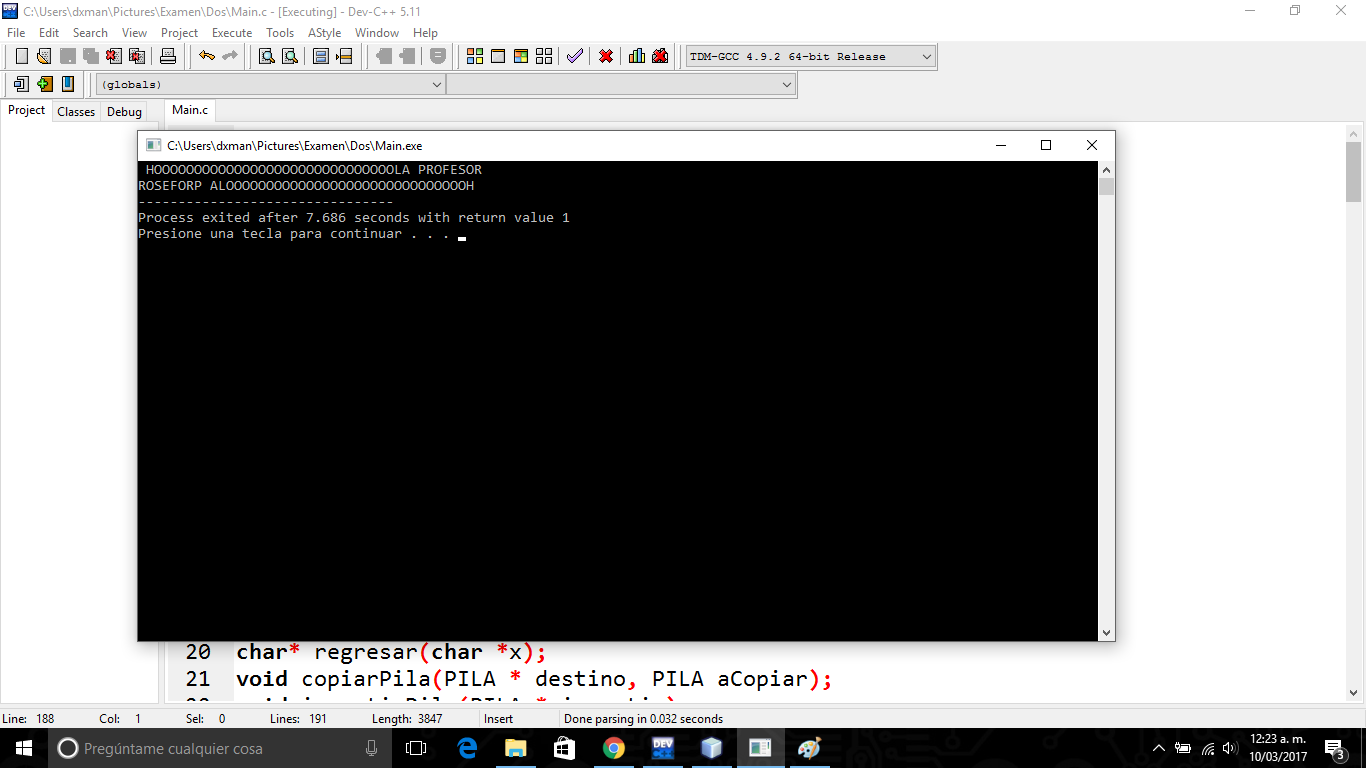 C:\Users\dxman\Pictures\Examen\Dos\Main.c - [Executing] - Dev-C++ 5.11
File Edit Search View Project Execute Tools AStyle Window Help
TDM-GCC 4.9.2 64-bit Release
(globals)
Project Classes Debug Main.c
C:\Users\dxman\Pictures\Examen\Dos\Main.exe
HOOOOOOOOOOOOOOOOOOOOOOOOOOOOOOLA PROFESOR
ROSEFORP ALOOOOOOOOOOOOOOOOOOOOOOOOOOOOOOH
--------------------------------
Process exited after 7.686 seconds with return value 1
Presione una tecla para continuar . . .
20 char* regresar(char *x);
21 void copiarPila(PILA * destino, PILA aCopiar);
Line: 188 Col: 1 Sel: 0 Lines: 191 Length: 3847 Insert Done parsing in 0.032 seconds
Pregúntame cualquier cosa
DEV
12:23 a. m.
10/03/2017
3